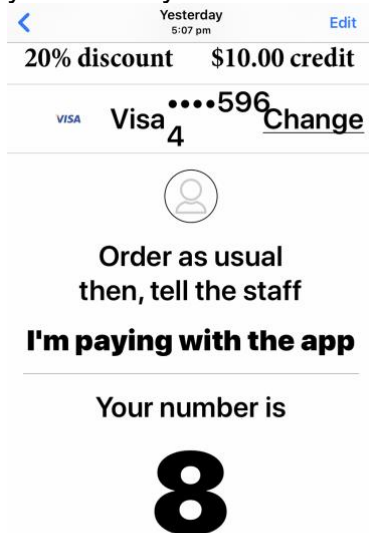 Yesterday
5:07 pm
Edit
20% discount $10.00 credit
VISA Visa ••••596
4 Change
Order as usual
then, tell the staff
I'm paying with the app
Your number is
8